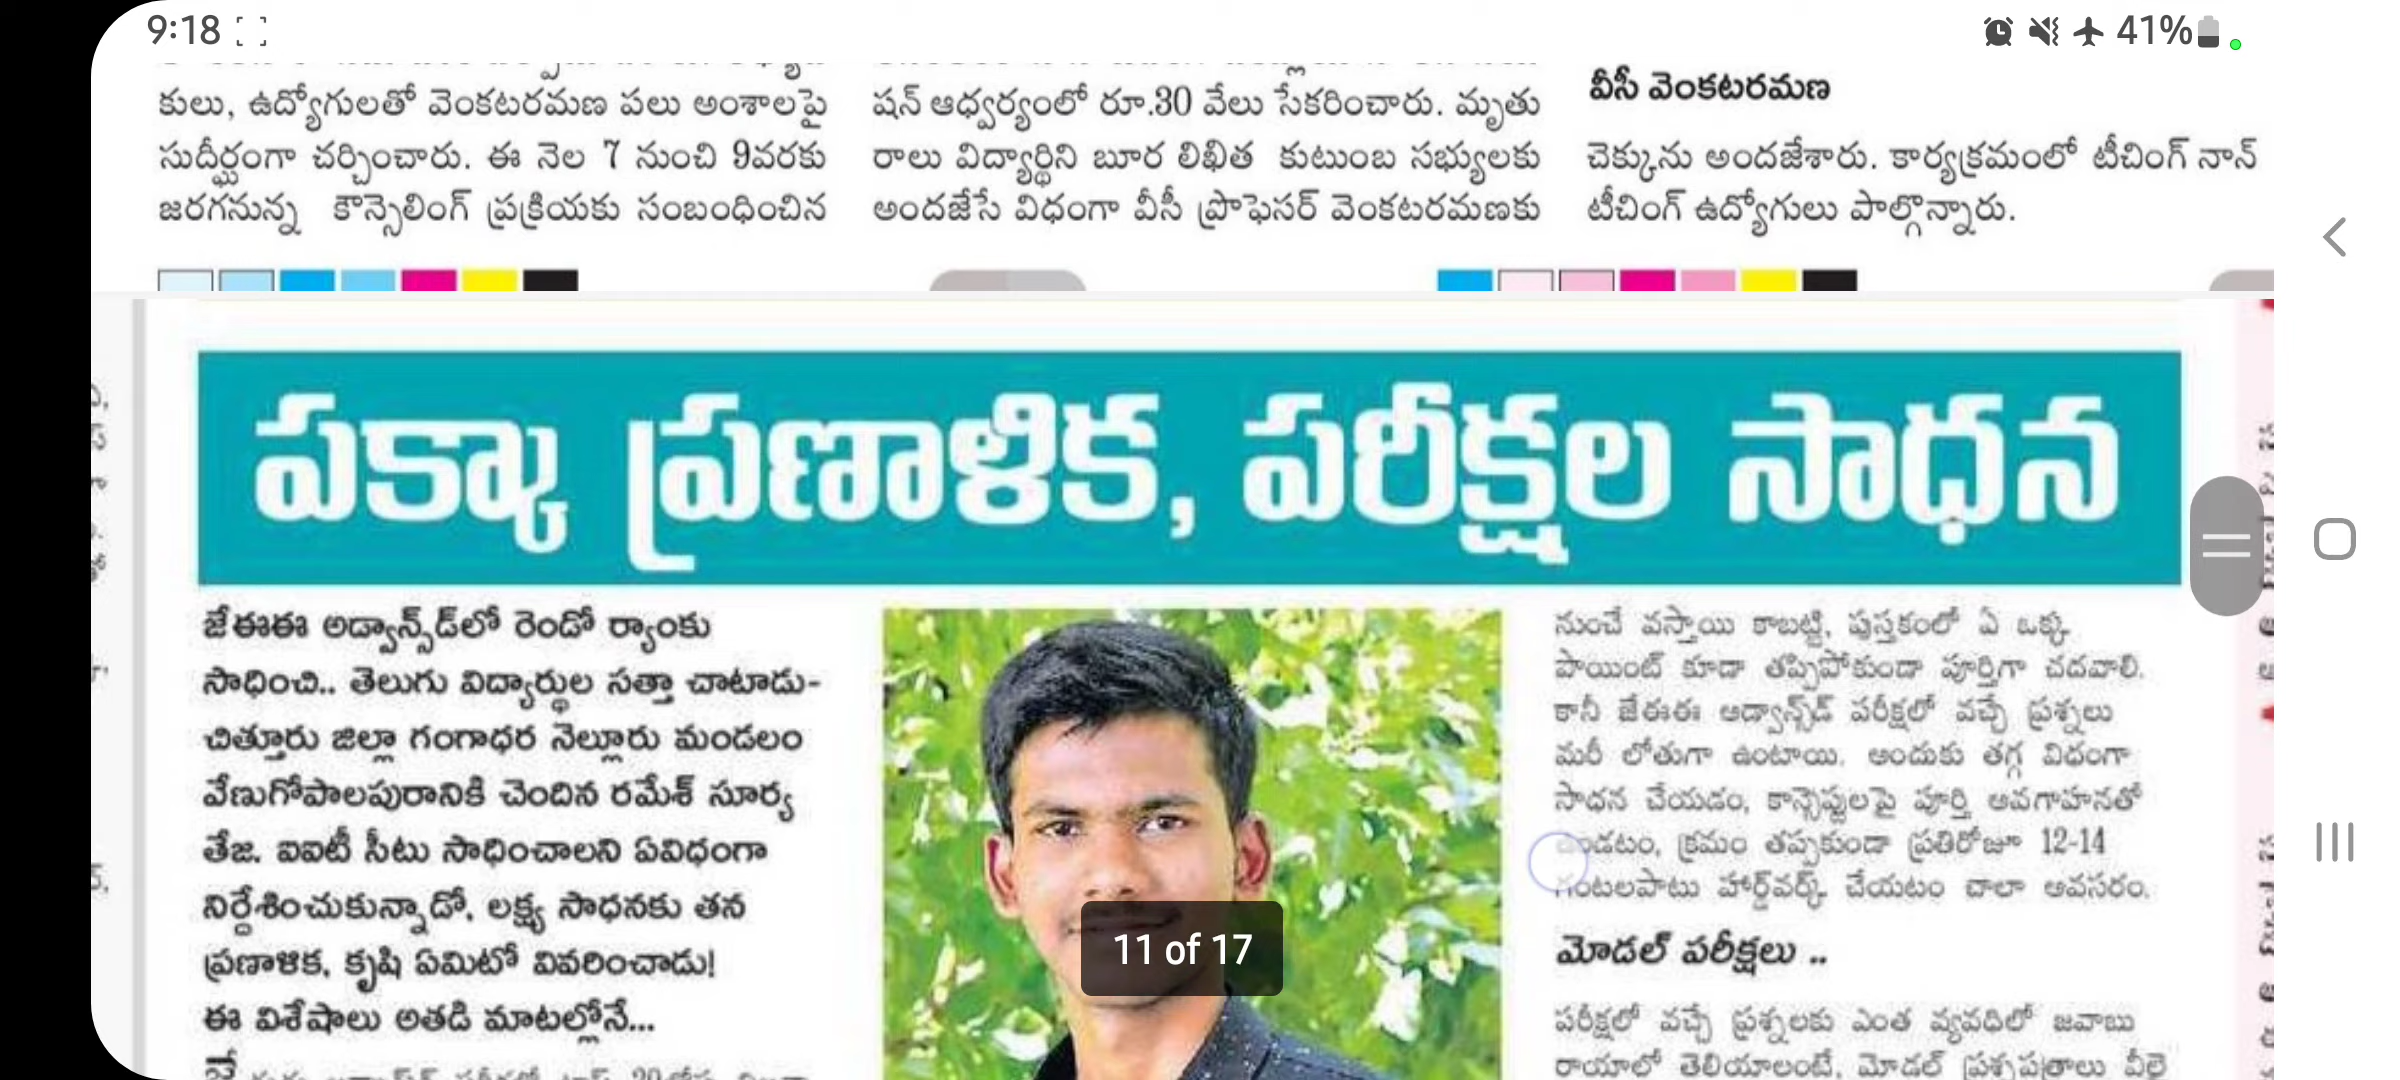 9:18
41%
కులు, ఉద్యోగులతో వెంకటరమణ పలు అంశాలపై
సుదీర్ఘంగా చర్చించారు. ఈ నెల 7 నుంచి 9వరకు
జరగనున్న కౌన్సెలింగ్ ప్రక్రియకు సంబంధించిన
షన్ ఆధ్వర్యంలో రూ.30 వేలు సేకరించారు. మృతు
రాలు విద్యార్థిని బూర లిఖిత కుటుంబ సభ్యులకు
అందజేసే విధంగా వీసీ ప్రొఫెసర్ వెంకటరమణకు
వీసీ వెంకటరమణ
చెక్కును అందజేశారు. కార్యక్రమంలో టీచింగ్ నాన్
టీచింగ్ ఉద్యోగులు పాల్గొన్నారు.
పక్కా ప్రణాళిక, పరీక్షల సాధన
జేఈఈ అడ్వాన్స్‌డ్‌లో రెండో ర్యాంకు
సాధించి.. తెలుగు విద్యార్థుల సత్తా చాటాడు-
చిత్తూరు జిల్లా గంగాధర నెల్లూరు మండలం
వేణుగోపాలపురానికి చెందిన రమేశ్ సూర్య
తేజ. ఐఐటీ సీటు సాధించాలని ఏవిధంగా
నిర్దేశించుకున్నాడో, లక్ష్య సాధనకు తన
ప్రణాళిక, కృషి ఏమిటో వివరించాడు!
ఈ విశేషాలు అతడి మాటల్లోనే...
నుంచే వస్తాయి కాబట్టి, పుస్తకంలో ఏ ఒక్క
పాయింట్ కూడా తప్పిపోకుండా పూర్తిగా చదవాలి.
కానీ జేఈఈ ఆడ్వాన్స్‌డ్ పరీక్షలో వచ్చే ప్రశ్నలు
మరీ లోతుగా ఉంటాయి. అందుకు తగ్గ విధంగా
సాధన చేయడం, కాన్సెప్టులపై పూర్తి అవగాహనతో
ఉండటం, క్రమం తప్పకుండా ప్రతిరోజూ 12-14
గంటలపాటు హార్డ్‌వర్క్ చేయటం చాలా అవసరం.
మోడల్ పరీక్షలు ..
పరీక్షలో వచ్చే ప్రశ్నలకు ఎంత వ్యవధిలో జవాబు
రాయాలో తెలియాలంటే, మోడల్ ప్రశ్నపత్రాలు వీలై
11 of 17